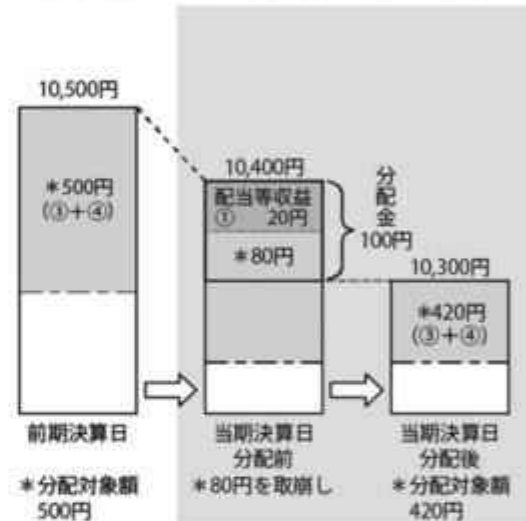 10,500円
*500円
(③+④)
前期決算日
*分配対象額
500円
10,400円
配当等収益
① 20円
*80円
分配金
100円
当期決算日
分配前
*80円を取崩し
10,300円
*420円
(③+④)
当期決算日
分配後
*分配対象額
420円